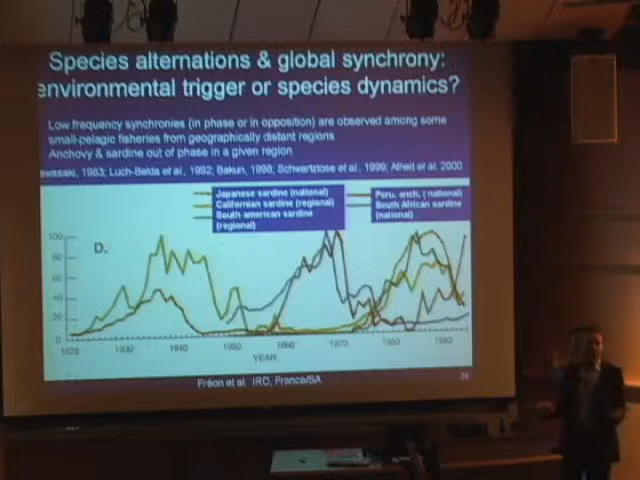 Species alternations & global synchrony:
environmental trigger or species dynamics?
Low frequency synchronies (in phase or in opposition) are observed among some
small-pelagic fisheries from geographically distant regions
Anchovy & sardine out of phase in a given region
1983; Luch-Belda et al., 1992; Bakun, 1998; Schwartzlose et al., 1999; Alheit et al. 2000
Japanese sardine (national)
Californian sardine (regional)
South american sardine
(regional)
Peru. anch. ( national)
South African sardine
(national)
D.
100
80
60
40
20
0
1920 1930 1940 1950 1960 1970 1980 1990
YEAR
Fréon et al. IRD, France/SA